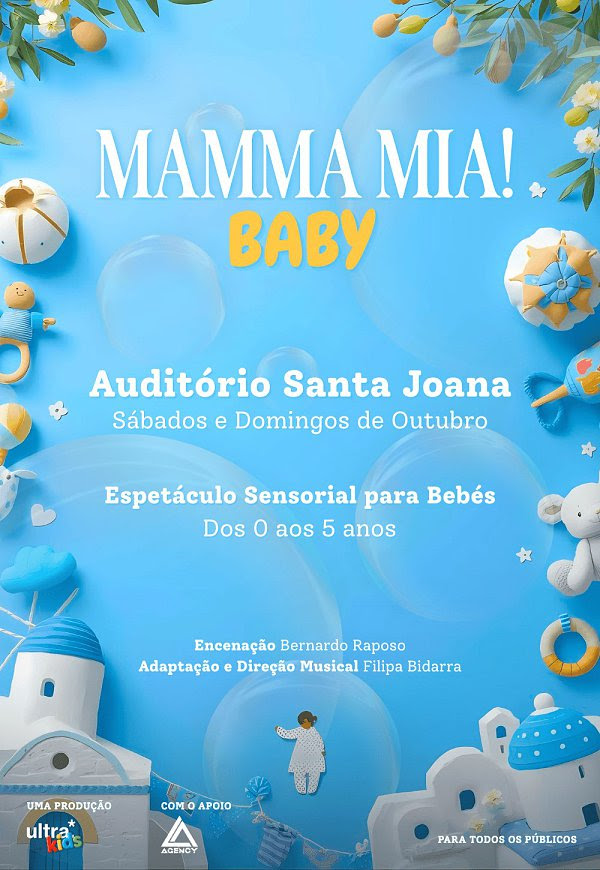 MAMMA MIA!
BABY
Auditório Santa Joana
Sábados e Domingos de Outubro
Espetáculo Sensorial para Bebés
Dos 0 aos 5 anos
Encenação Bernardo Raposo
Adaptação e Direção Musical Filipa Bidarra
UMA PRODUÇÃO
ultra*
kids
COM O APOIO
AGENCY
PARA TODOS OS PÚBLICOS